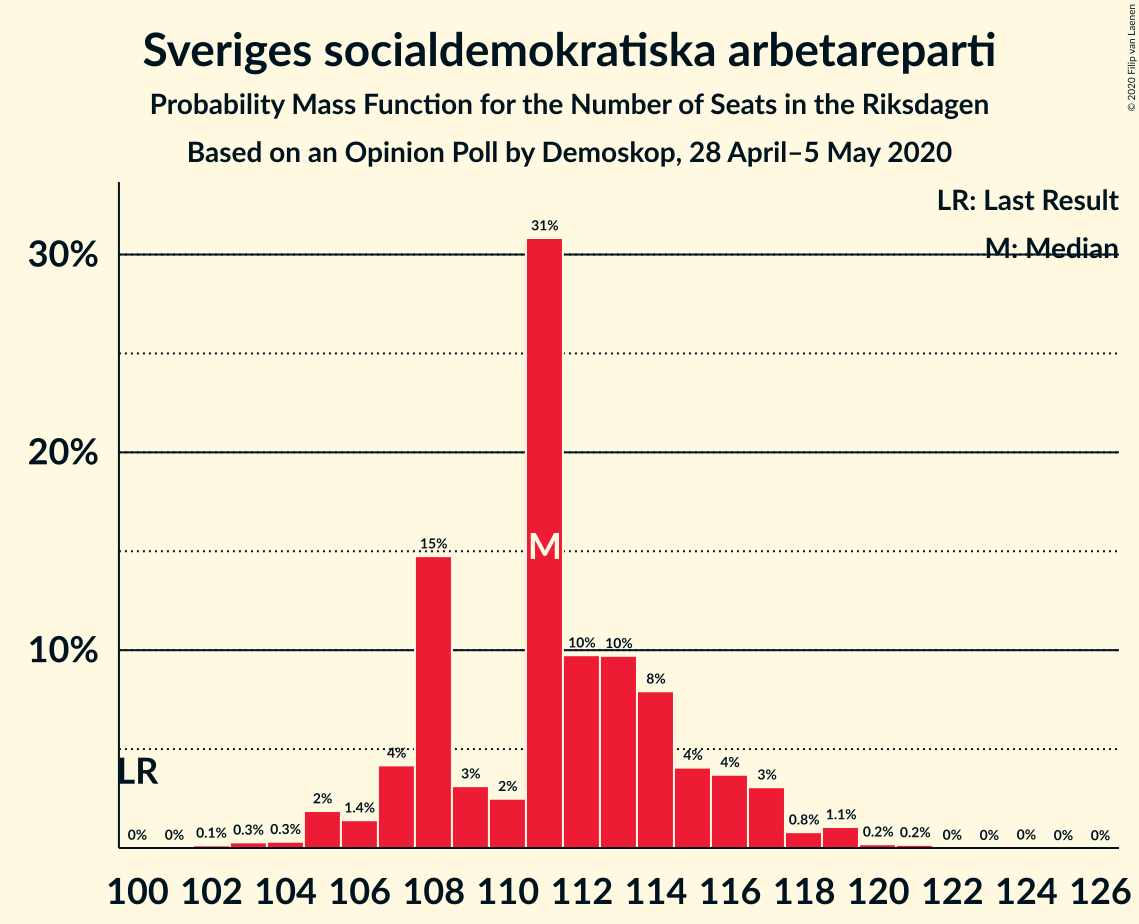 Sveriges socialdemokratiska arbetareparti
Probability Mass Function for the Number of Seats in the Riksdagen
Based on an Opinion Poll by Demoskop, 28 April–5 May 2020
© 2020 Filip van Laenen
LR: Last Result
M: Median
30%
20%
10%
LR
M
0% 0% 0.1% 0.3% 0.3% 2% 1.4% 4% 15% 3% 2% 31% 10% 10% 8% 4% 4% 3% 0.8% 1.1% 0.2% 0.2% 0% 0% 0% 0% 0%
100 102 104 106 108 110 112 114 116 118 120 122 124 126